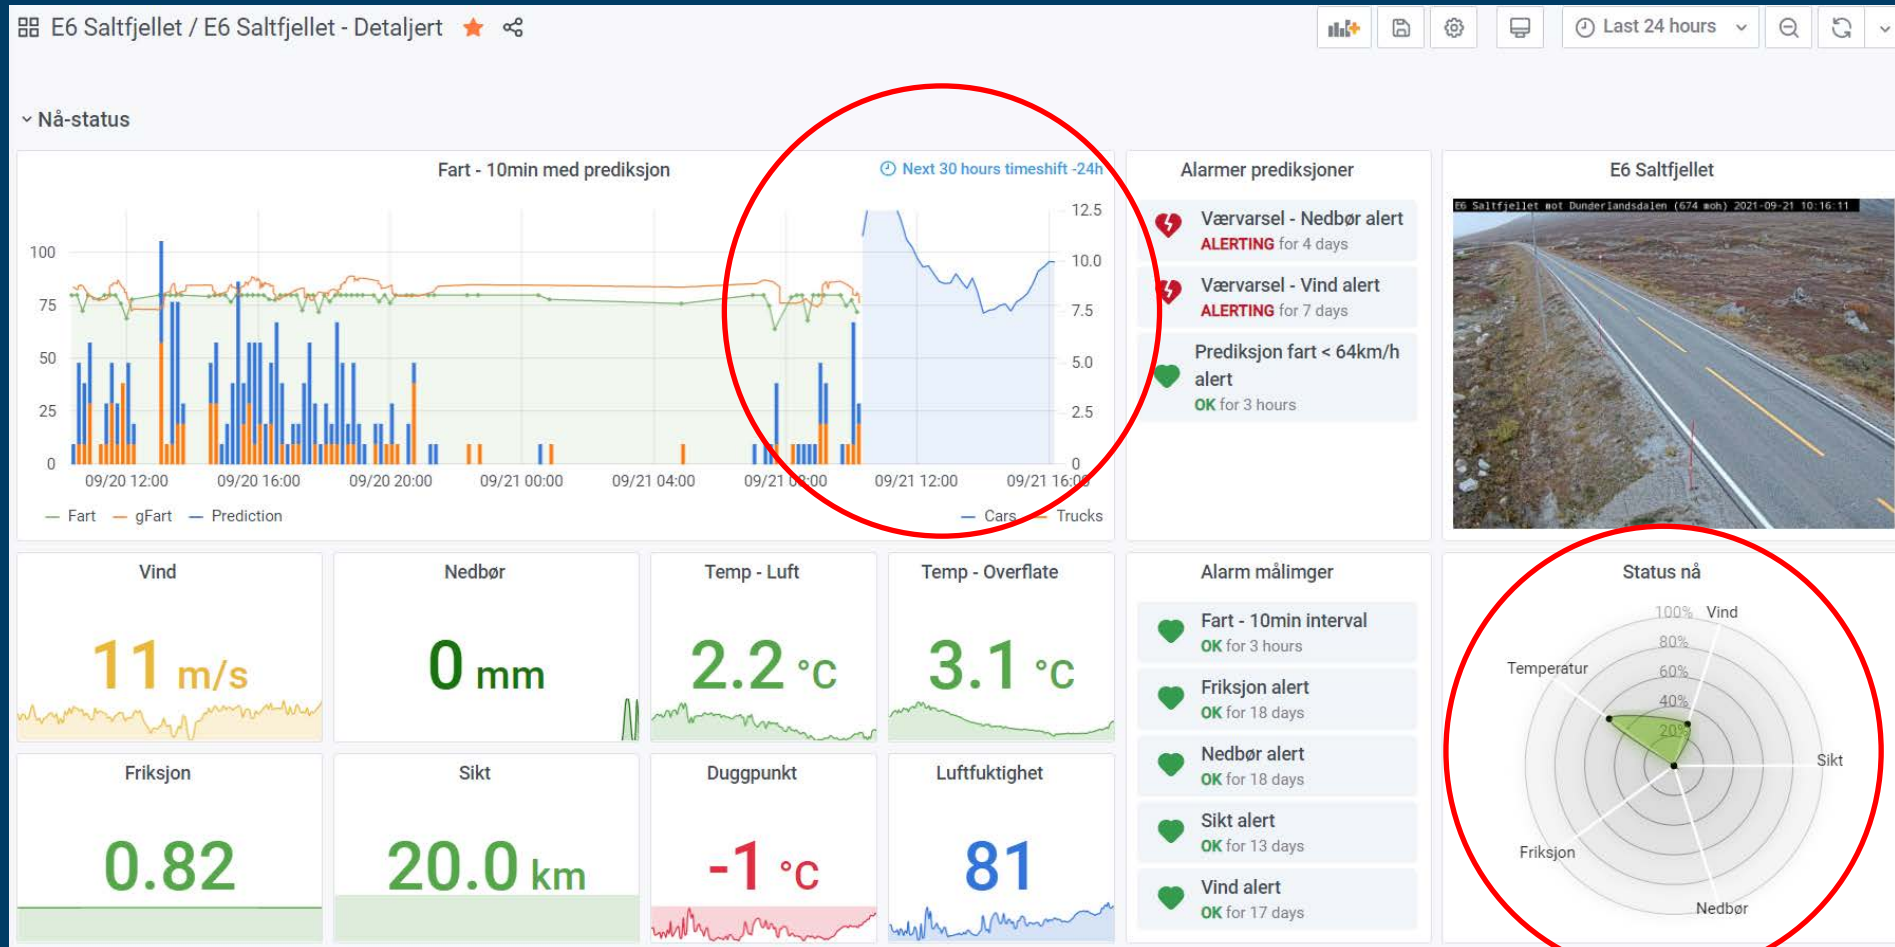 E6 Saltfjellet / E6 Saltfjellet - Detaljert
Last 24 hours
Nå-status
Fart - 10min med prediksjon
Next 30 hours timeshift -24h
100
75
50
25
0
12.5
10.0
7.5
5.0
2.5
0
09/20 12:00
09/20 16:00
09/20 20:00
09/21 00:00
09/21 04:00
09/21 08:00
09/21 12:00
09/21 16:00
Fart
gFart
Prediction
Cars
Trucks
Alarmer prediksjoner
Værvarsel - Nedbør alert
ALERTING for 4 days
Værvarsel - Vind alert
ALERTING for 7 days
Prediksjon fart < 64km/h
alert
OK for 3 hours
E6 Saltfjellet
E6 Saltfjellet mot Dunderlandsdalen (674 moh) 2021-09-21 10:16:11
Vind
11 m/s
Nedbør
0 mm
Temp - Luft
2.2 °C
Temp - Overflate
3.1 °C
Friksjon
0.82
Sikt
20.0 km
Duggpunkt
-1 °C
Luftfuktighet
81
Alarm målimger
Fart - 10min interval
OK for 3 hours
Friksjon alert
OK for 18 days
Nedbør alert
OK for 18 days
Sikt alert
OK for 13 days
Vind alert
OK for 17 days
Status nå
100%
80%
60%
40%
20%
Vind
Temperatur
Sikt
Friksjon
Nedbør